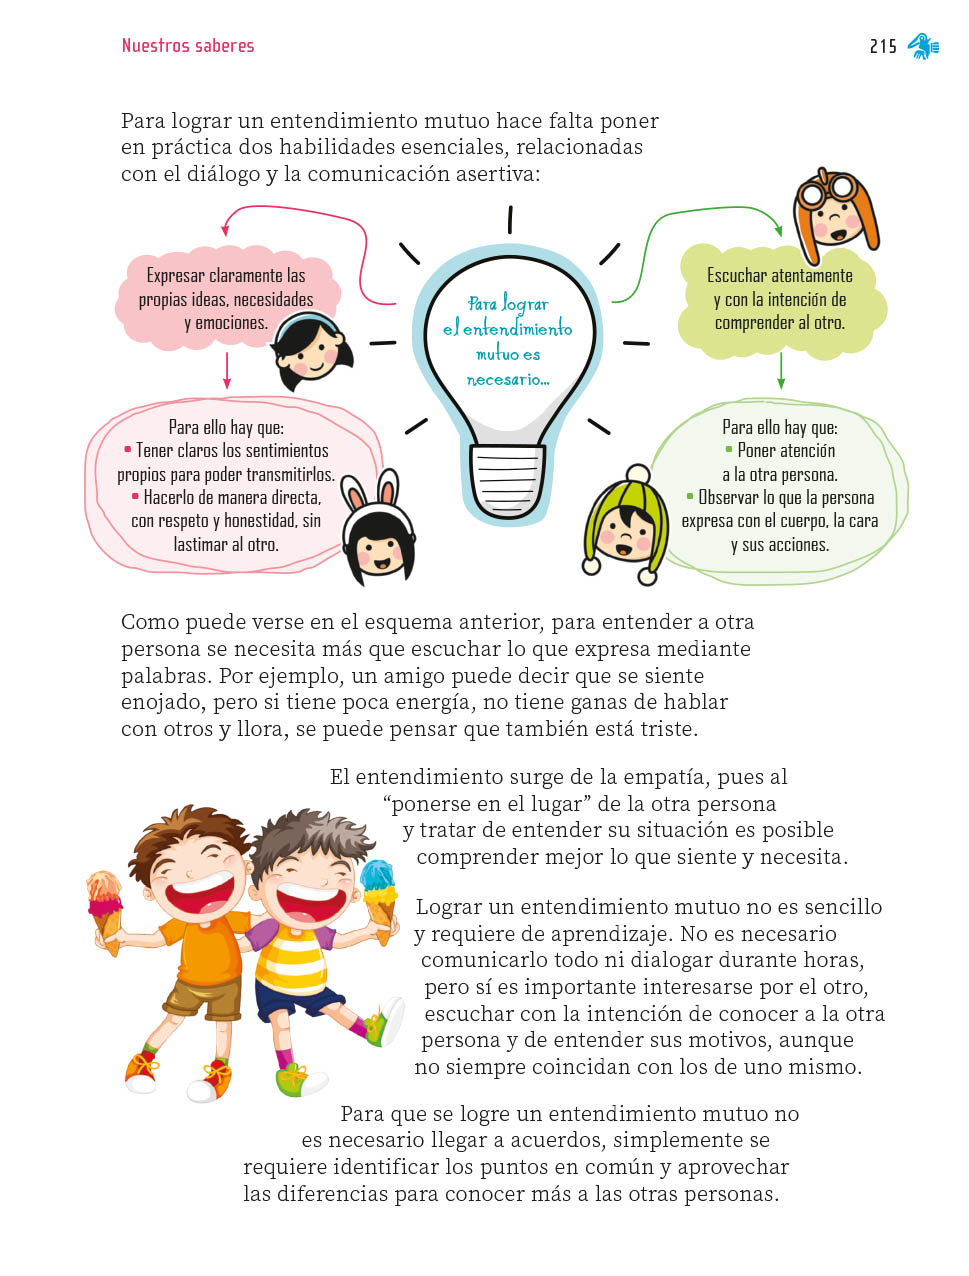 Nuestros saberes
215
Para lograr un entendimiento mutuo hace falta poner
en práctica dos habilidades esenciales, relacionadas
con el diálogo y la comunicación asertiva:
Expresar claramente las
propias ideas, necesidades
y emociones.
Para ello hay que:
▪ Tener claros los sentimientos
propios para poder transmitirlos.
▪ Hacerlo de manera directa,
con respeto y honestidad, sin
lastimar al otro.
Para lograr
el entendimiento
mutuo es
necesario...
Escuchar atentamente
y con la intención de
comprender al otro.
Para ello hay que:
▪ Poner atención
a la otra persona.
▪ Observar lo que la persona
expresa con el cuerpo, la cara
y sus acciones.
Como puede verse en el esquema anterior, para entender a otra
persona se necesita más que escuchar lo que expresa mediante
palabras. Por ejemplo, un amigo puede decir que se siente
enojado, pero si tiene poca energía, no tiene ganas de hablar
con otros y llora, se puede pensar que también está triste.
El entendimiento surge de la empatía, pues al
“ponerse en el lugar” de la otra persona
y tratar de entender su situación es posible
comprender mejor lo que siente y necesita.
Lograr un entendimiento mutuo no es sencillo
y requiere de aprendizaje. No es necesario
comunicarlo todo ni dialogar durante horas,
pero sí es importante interesarse por el otro,
escuchar con la intención de conocer a la otra
persona y de entender sus motivos, aunque
no siempre coincidan con los de uno mismo.
Para que se logre un entendimiento mutuo no
es necesario llegar a acuerdos, simplemente se
requiere identificar los puntos en común y aprovechar
las diferencias para conocer más a las otras personas.